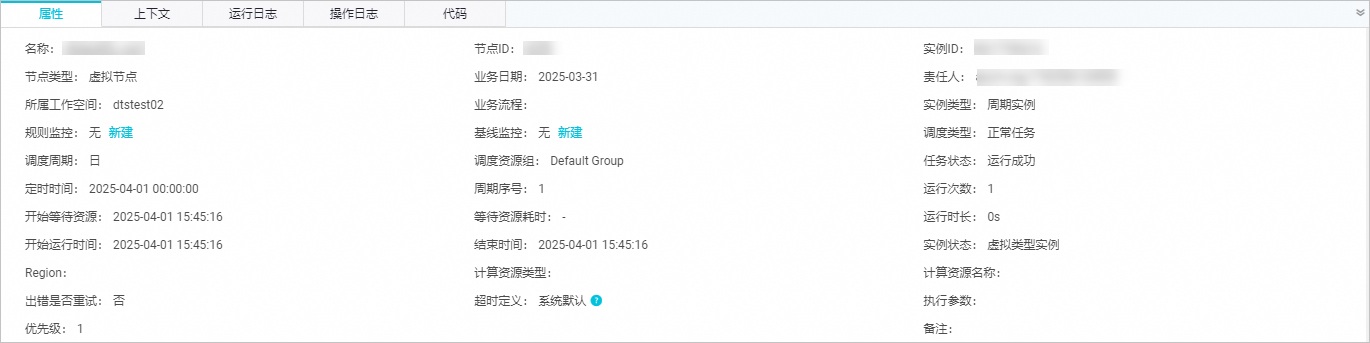 属性 上下文 运行日志 操作日志 代码
名称： 节点ID： 实例ID：
节点类型： 虚拟节点 业务日期： 2025-03-31 责任人：
所属工作空间： dtstest02 业务流程： 实例类型： 周期实例
规则监控： 无 新建 基线监控： 无 新建 调度类型： 正常任务
调度周期： 日 调度资源组： Default Group 任务状态： 运行成功
定时时间： 2025-04-01 00:00:00 周期序号： 1 运行次数： 1
开始等待资源： 2025-04-01 15:45:16 等待资源耗时： - 运行时长： 0s
开始运行时间： 2025-04-01 15:45:16 结束时间： 2025-04-01 15:45:16 实例状态： 虚拟类型实例
Region： 计算资源类型： 计算资源名称：
出错是否重试： 否 超时定义： 系统默认 ? 执行参数：
优先级： 1 备注：